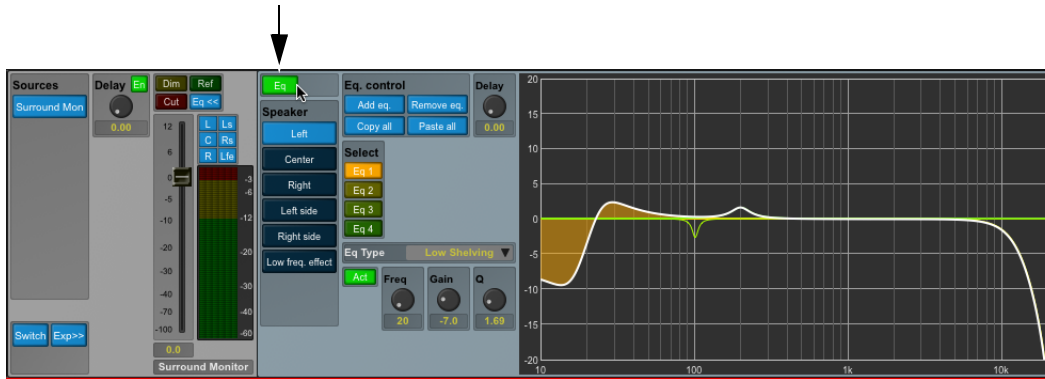 Sources
Surround Mon
Switch Exp>>
Delay En
0.00
Dim Ref
Cut Eq <<
12
6
0
-5
-10
-20
-30
-40
-70
-100
L Ls
C Rs
R Lfe
-3
-6
-12
-20
-30
-40
-60
0.0
Surround Monitor
Eq
Speaker
Left
Center
Right
Left side
Right side
Low freq. effect
Eq. control
Add eq. Remove eq.
Copy all Paste all
Delay
0.00
Select
Eq 1
Eq 2
Eq 3
Eq 4
Eq Type Low Shelving
Act
Freq Gain Q
20 -7.0 1.69
20
15
10
5
0
-5
-10
-15
-20
10 100 1k 10k